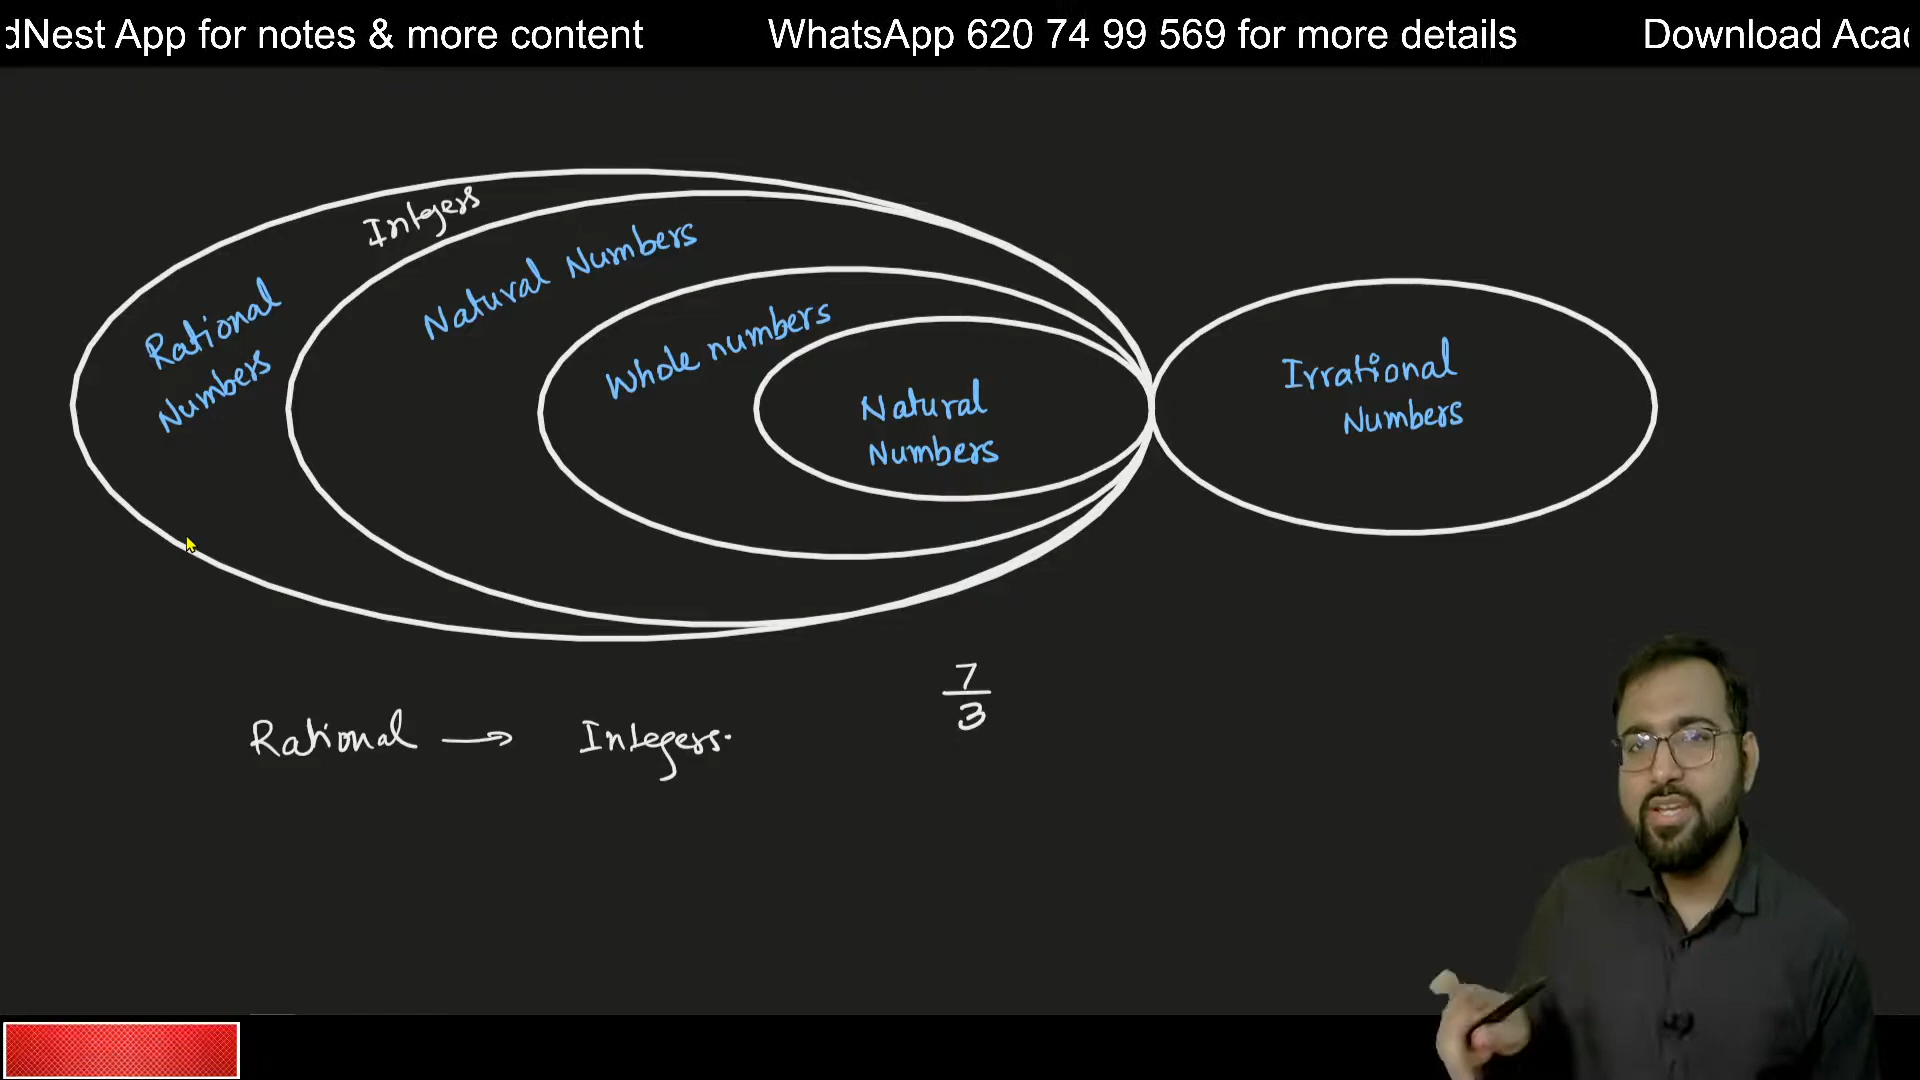 dNest App for notes & more content WhatsApp 620 74 99 569 for more details Download Aca
Integers
Rational
Numbers
Natural Numbers
Whole numbers
Natural
Numbers
Irrational
Numbers
7
3
Rational → Integers.